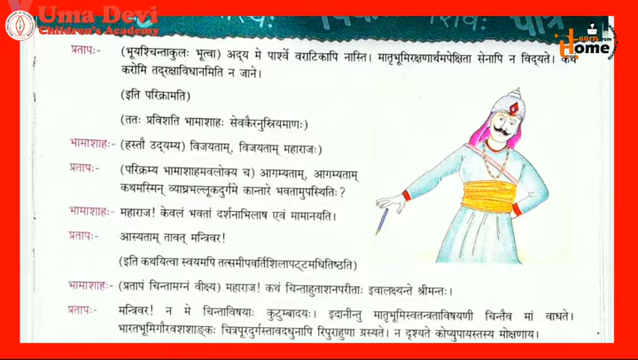 Uma Devi
Children's Academy
Learn from Home
प्रतापः- (भूयश्चिन्ताकुलः भूत्वा) अद्य मे पार्श्वे वराटिकापि नास्ति। मातृभूमिरक्षणार्थमपेक्षिता सेनापि न विद्यते। कथं
करोमि तद्रक्षाविधानमिति न जाने।
(इति परिक्रामति)
(ततः प्रविशति भामाशाहः सेवकैरनुस्रियमाणः)
भामाशाहः- (हस्तौ उद्यम्य) विजयताम्, विजयताम् महाराजः।
प्रतापः- (परिक्रम्य भामाशाहमवलोक्य च) आगम्यताम्, आगम्यताम्
कथमस्मिन् व्याघ्रभल्लूकदुर्गमे कान्तारे भवतामुपस्थितिः?
भामाशाहः- महाराज! केवलं भवतां दर्शनाभिलाष एवं मामानयति।
प्रतापः- आस्यताम् तावत् मन्त्रिवर!
(इति कथयित्वा स्वयमपि तत्समीपवर्तिशिलापट्टमधितिष्ठति)
भामाशाहः- (प्रतापं चिन्तामग्नं वीक्ष्य) महाराज! कथं चिन्ताहुताशनपरीताः इवालक्ष्यन्ते श्रीमन्तः।
प्रतापः- मन्त्रिवर! न मे चिन्ताविषयाः कुटुम्बादयः। इदानीन्तु मातृभूमिस्वतन्त्रताविषयणी चिन्तैव मां वाधते।
भारतभूमिगौरवशशाङ्कः चित्रपूरदुर्गस्तावदधुनापि रिपुराहुणा ग्रस्यते। न दृश्यते कोप्युपायस्तस्य मोक्षणाय।